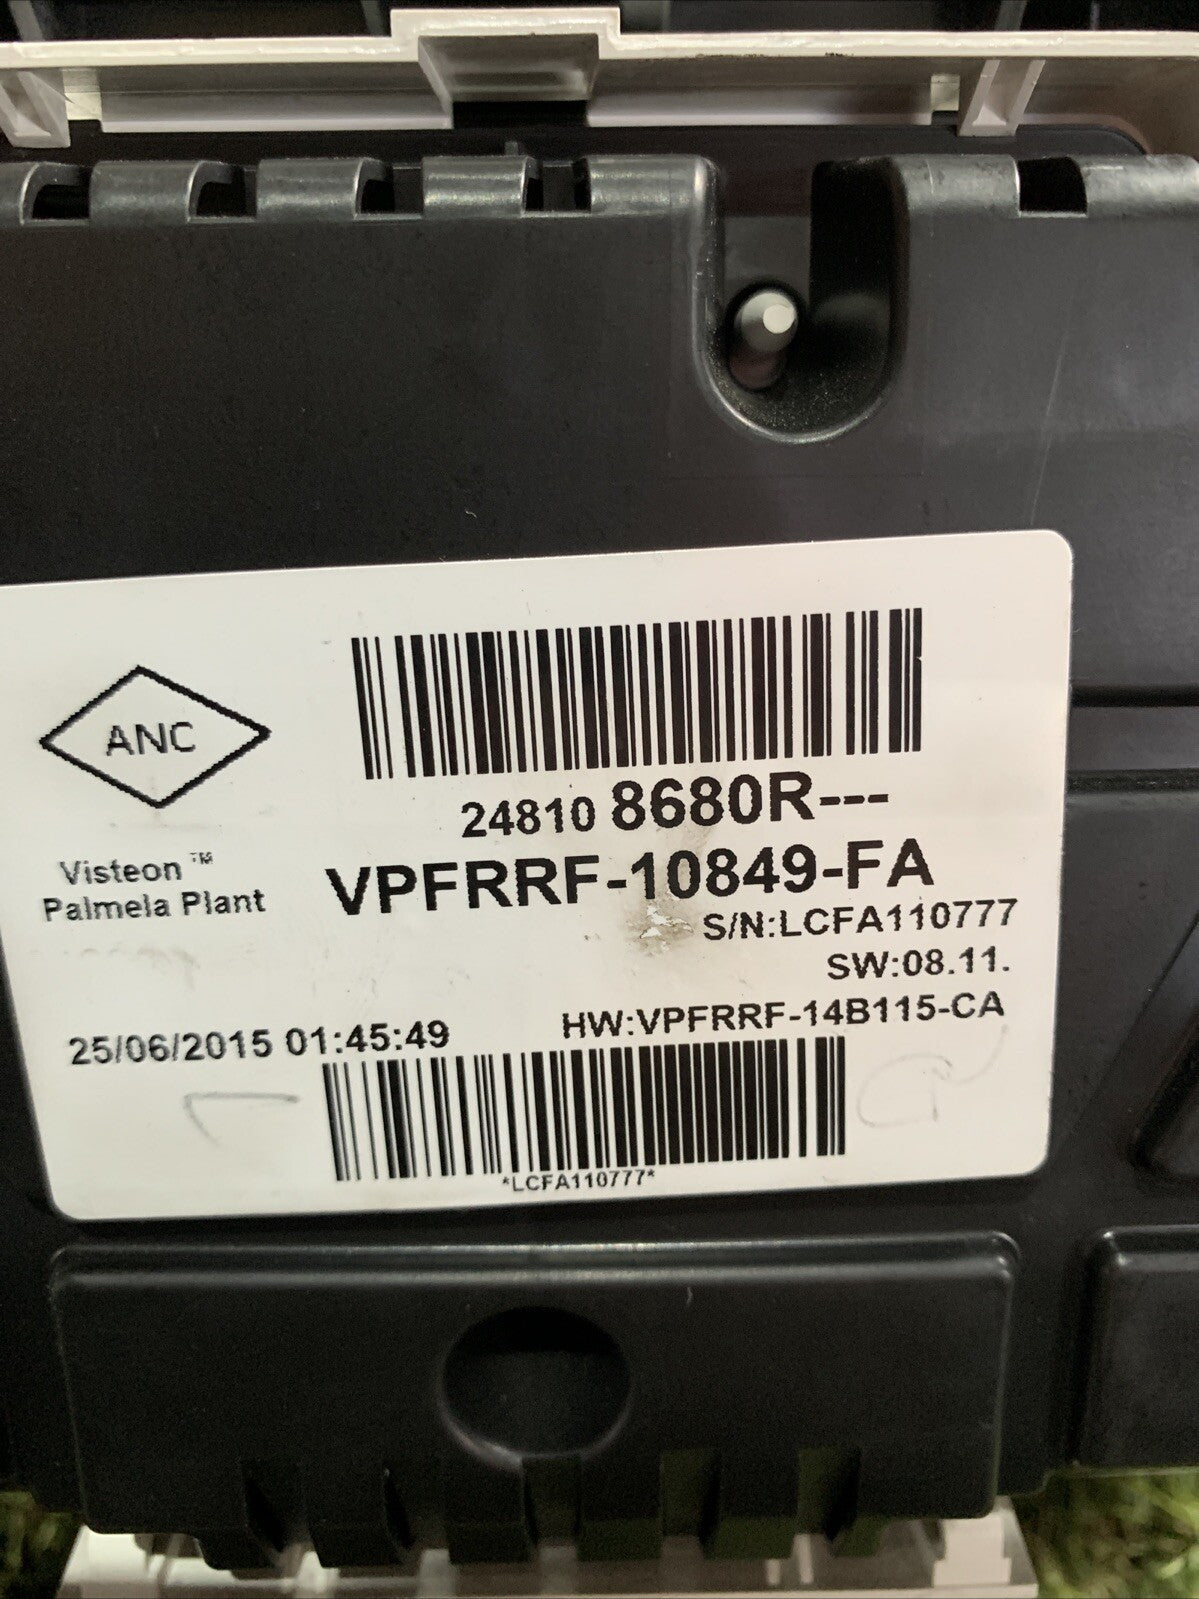 ANC
24810 8680R---
Visteon™
Palmela Plant
VPFRRF-10849-FA
S/N:LCFA110777
SW:08.11.
25/06/2015 01:45:49
HW:VPFRRF-14B115-CA
*LCFA110777*